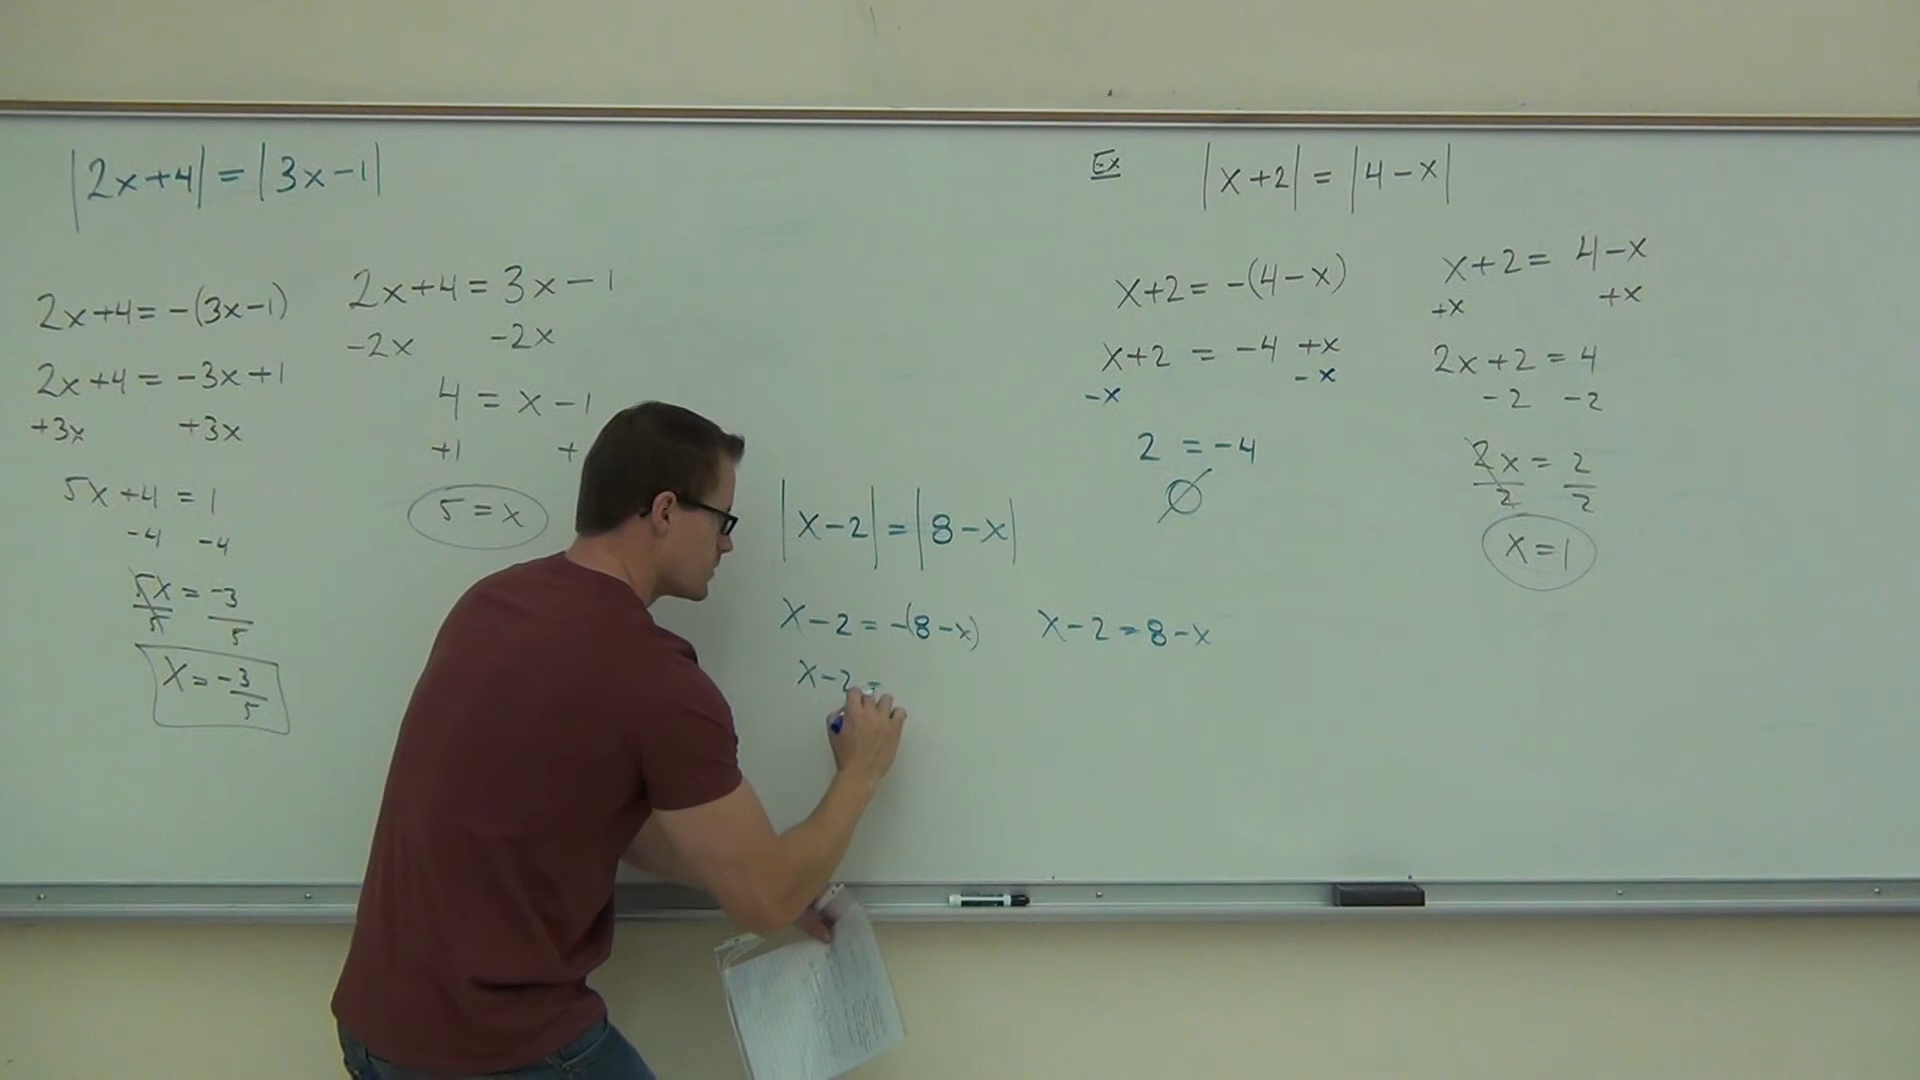 |2x+4| = |3x-1|
2x+4 = -(3x-1)
2x+4 = -3x+1
+3x +3x
5x+4 = 1
-4 -4
5x = -3
5 5
x = -3
5
2x+4 = 3x-1
-2x -2x
4 = x-1
+1 +
5 = x
|x-2| = |8-x|
x-2 = -(8-x)
x-2 =
x-2 = 8-x
Ex |x+2| = |4-x|
x+2 = -(4-x)
x+2 = -4 +x
-x -x
2 = -4
∅
x+2 = 4-x
+x +x
2x+2 = 4
-2 -2
2x = 2
2 2
x = 1